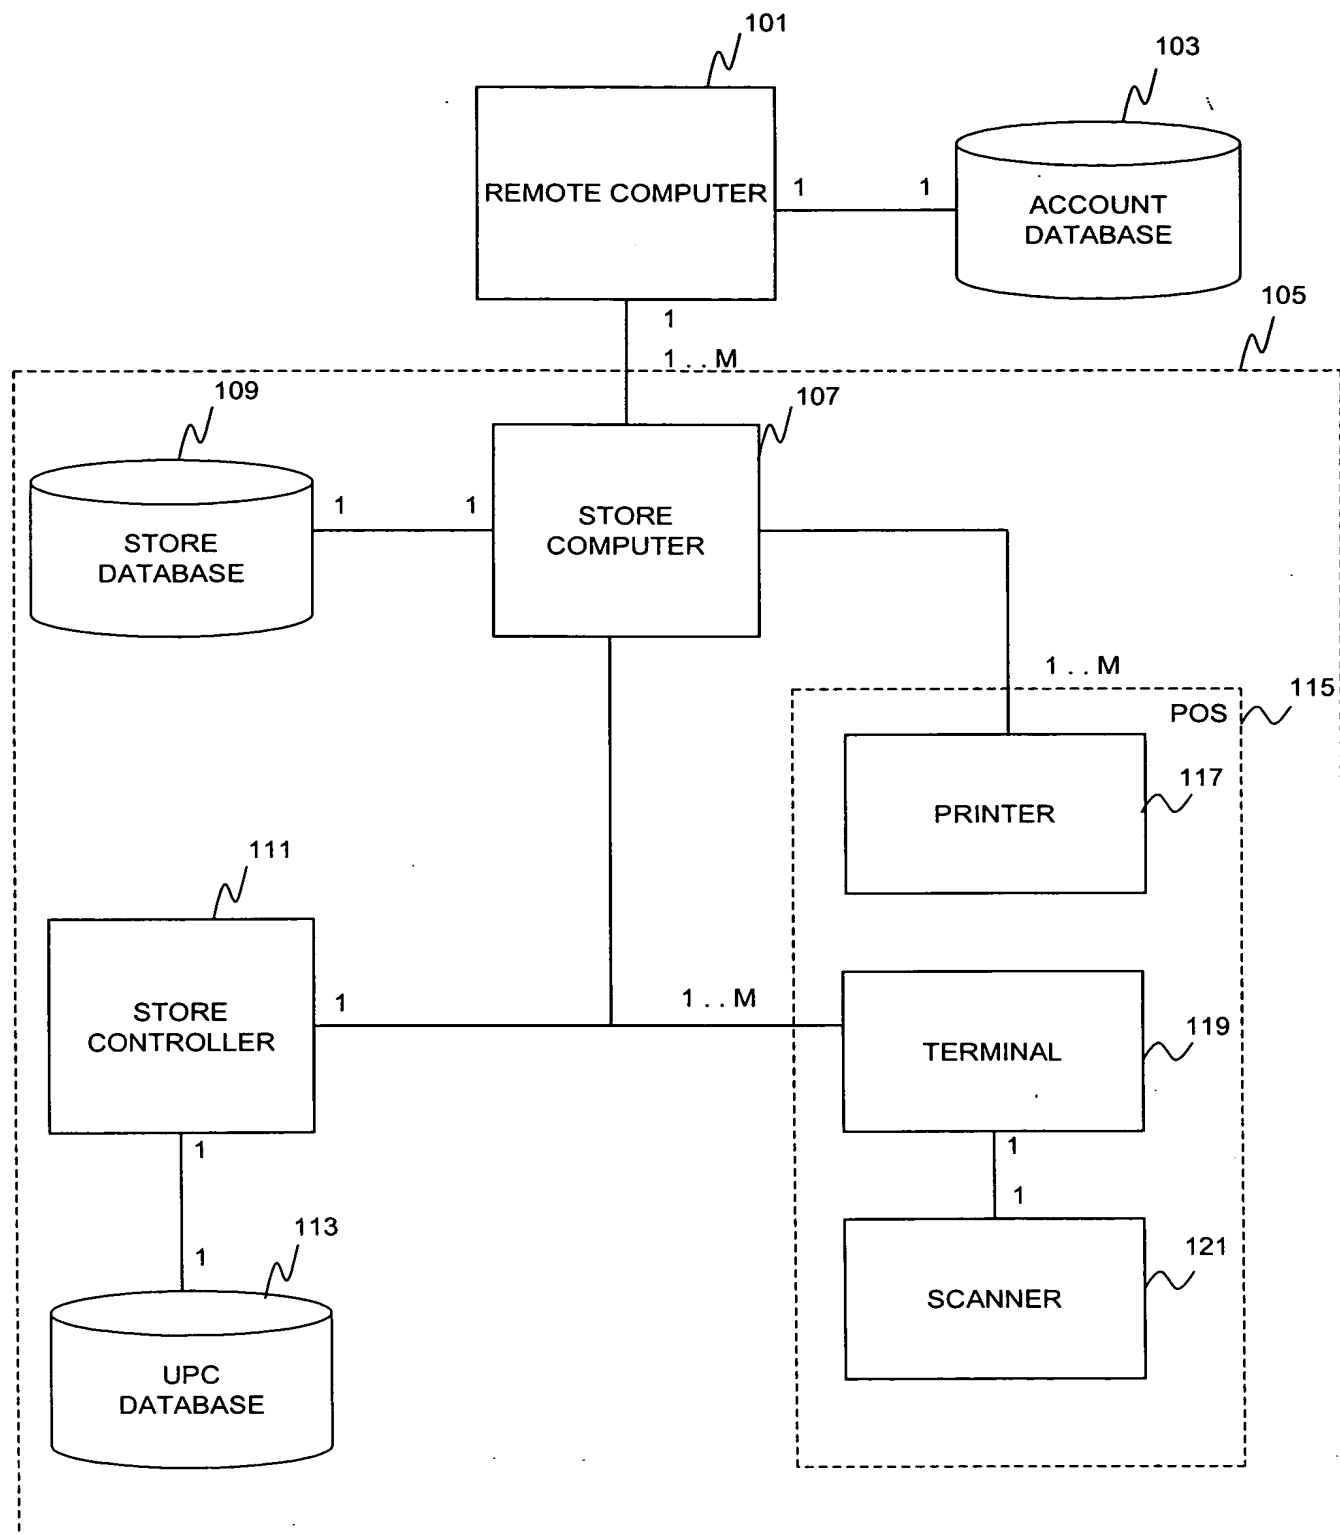 101
103
REMOTE COMPUTER
1
1
ACCOUNT
DATABASE
105
1
1 . . M
109
107
STORE
DATABASE
1
1
STORE
COMPUTER
1 . . M
115
POS
117
PRINTER
111
STORE
CONTROLLER
1
1 . . M
119
TERMINAL
1
1
1
1
113
121
SCANNER
UPC
DATABASE